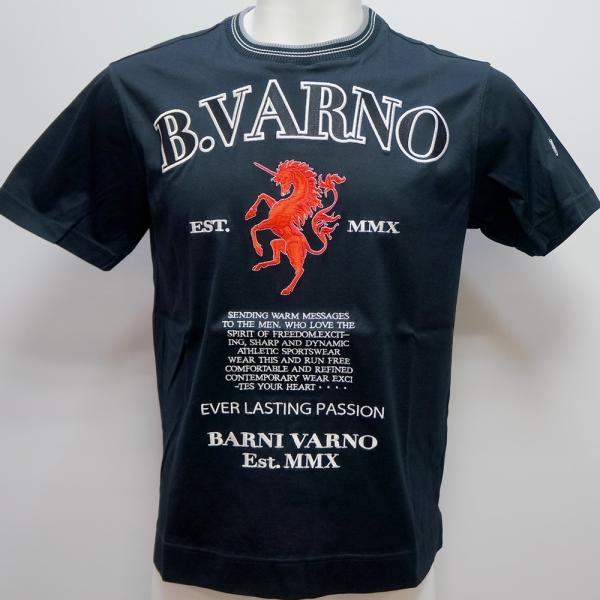 B.VARNO
EST. MMX
SENDING WARM MESSAGES
TO THE MEN. WHO LOVE THE
SPIRIT OF FREEDOM.EXCIT-
ING, SHARP AND DYNAMIC
ATHLETIC SPORTSWEAR
WEAR THIS AND RUN FREE
COMFORTABLE AND REFINED
CONTEMPORARY WEAR EXCI
-TES YOUR HEART ····
EVER LASTING PASSION
BARNI VARNO
Est. MMX